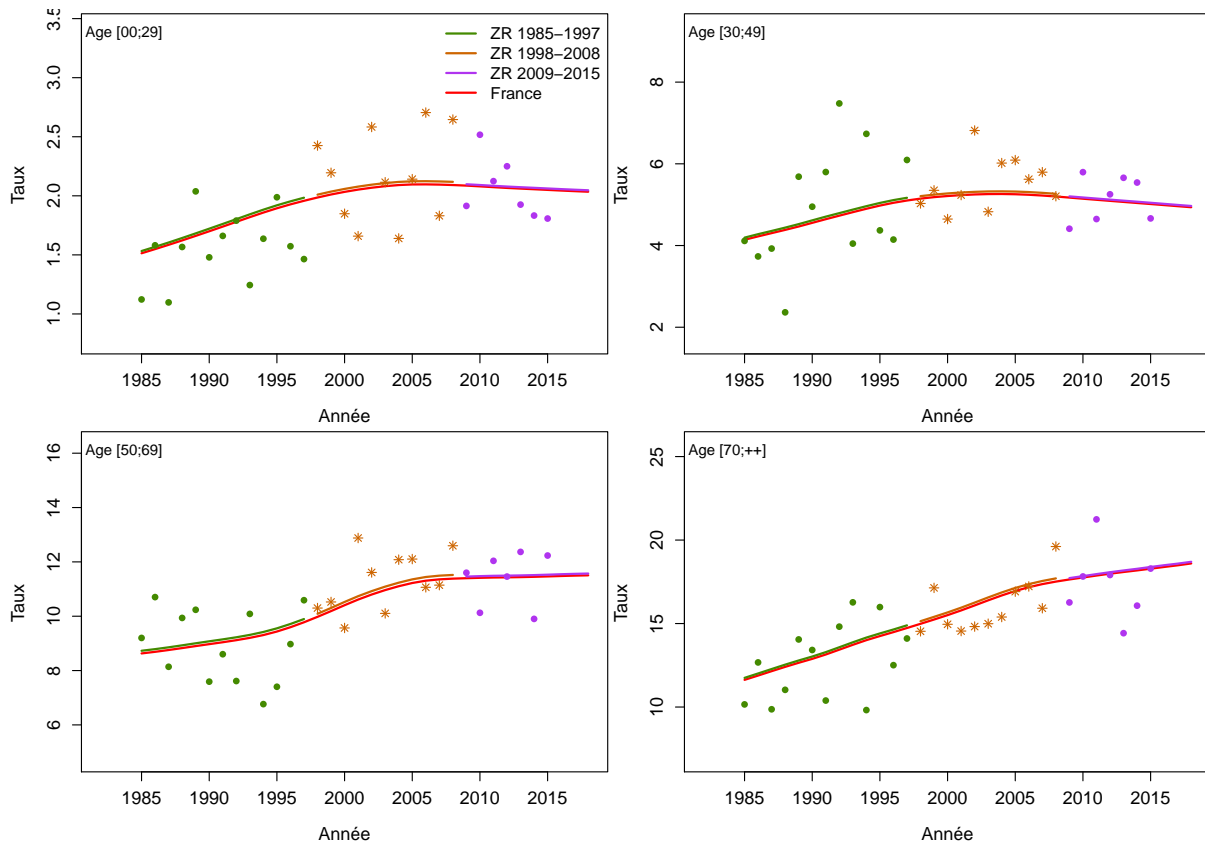 Age [00;29]
ZR 1985−1997
ZR 1998−2008
ZR 2009−2015
France
3.5
3.0
2.5
2.0
1.5
1.0
Taux
1985 1990 1995 2000 2005 2010 2015
Année
Age [30;49]
8
6
4
2
Taux
1985 1990 1995 2000 2005 2010 2015
Année
Age [50;69]
16
14
12
10
8
6
Taux
1985 1990 1995 2000 2005 2010 2015
Année
Age [70;++]
25
20
15
10
Taux
1985 1990 1995 2000 2005 2010 2015
Année